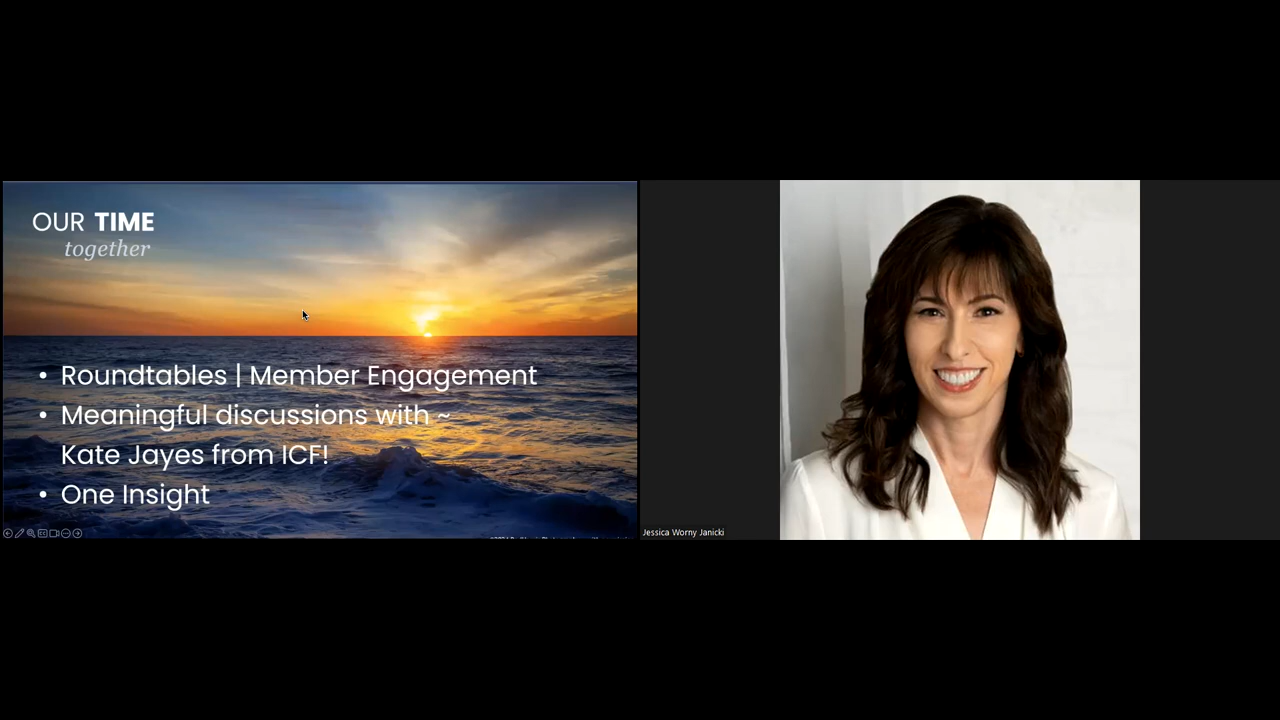 OUR TIME
together
• Roundtables | Member Engagement
• Meaningful discussions with ~
Kate Jayes from ICF!
• One Insight
Jessica Worny Janicki